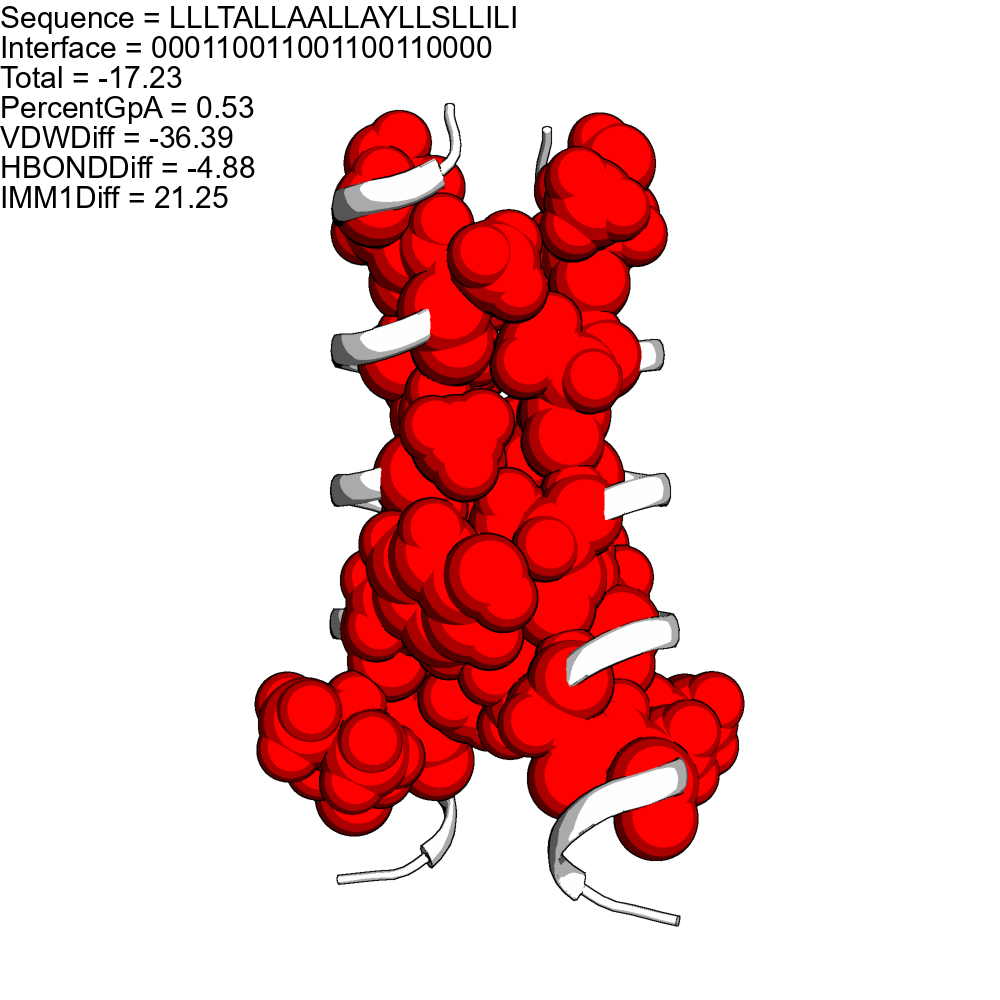 Sequence = LLLTALLAALLAYLLSLLILI
Interface = 000110011001100110000
Total = -17.23
PercentGpA = 0.53
VDWDiff = -36.39
HBONDDiff = -4.88
IMM1Diff = 21.25